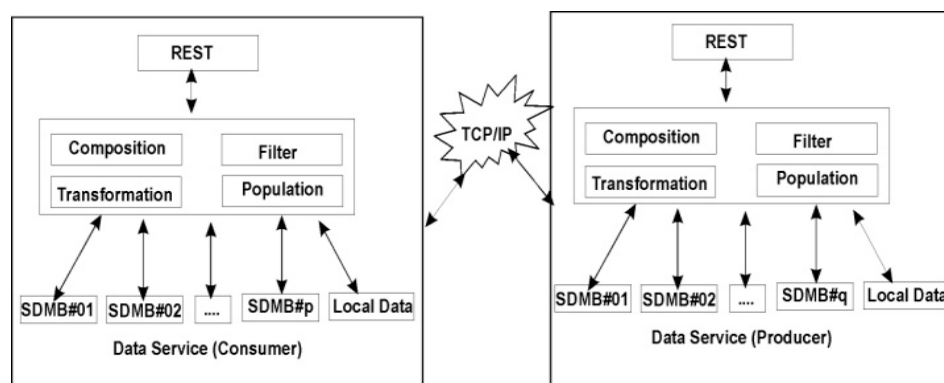 REST
Composition
Filter
Transformation
Population
SDMB#01
SDMB#02
....
SDMB#p
Local Data
Data Service (Consumer)
TCP/IP
REST
Composition
Filter
Transformation
Population
SDMB#01
SDMB#02
....
SDMB#q
Local Data
Data Service (Producer)